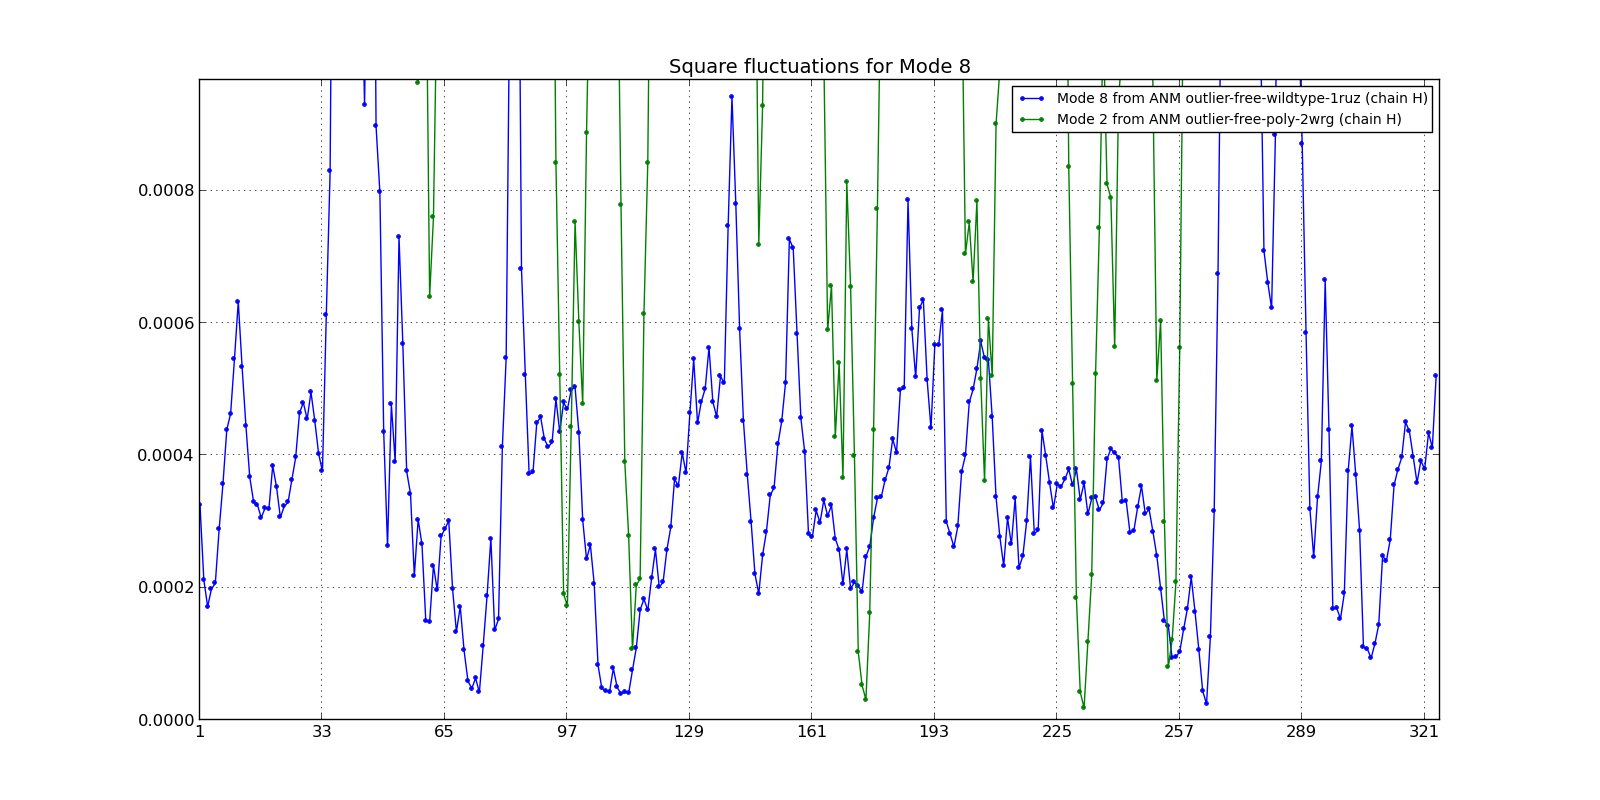 Square fluctuations for Mode 8
Mode 8 from ANM outlier-free-wildtype-1ruz (chain H)
Mode 2 from ANM outlier-free-poly-2wrg (chain H)
0.0008
0.0006
0.0004
0.0002
0.0000
1 33 65 97 129 161 193 225 257 289 321